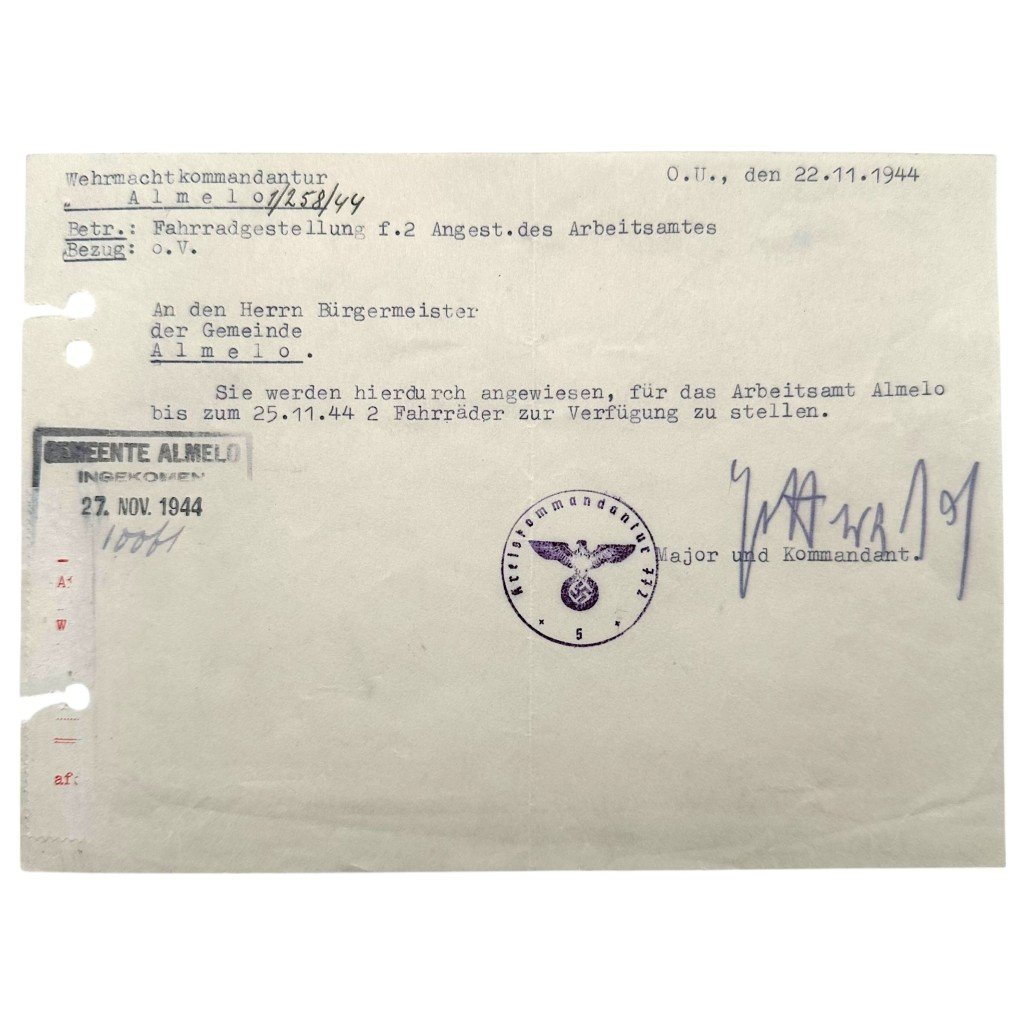 Wehrmachtkommandantur
A l m e l o 1/258/44
O.U., den 22.11.1944
Betr.: Fahrradgestellung f.2 Angest.des Arbeitsamtes
Bezug: o.V.
An den Herrn Bürgermeister
der Gemeinde
A l m e l o .
Sie werden hierdurch angewiesen, für das Arbeitsamt Almelo
bis zum 25.11.44 2 Fahrräder zur Verfügung zu stellen.
GEMEENTE ALMELO
INGEKOMEN
27. NOV. 1944
Kreiskommandantur 772
* 5 *
Major und Kommandant.
W
af: